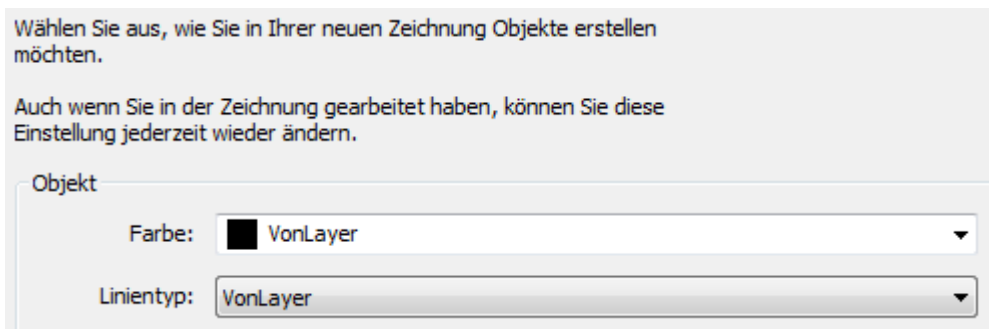 Wählen Sie aus, wie Sie in Ihrer neuen Zeichnung Objekte erstellen
möchten.
Auch wenn Sie in der Zeichnung gearbeitet haben, können Sie diese
Einstellung jederzeit wieder ändern.
Objekt
Farbe: VonLayer
Linientyp: VonLayer